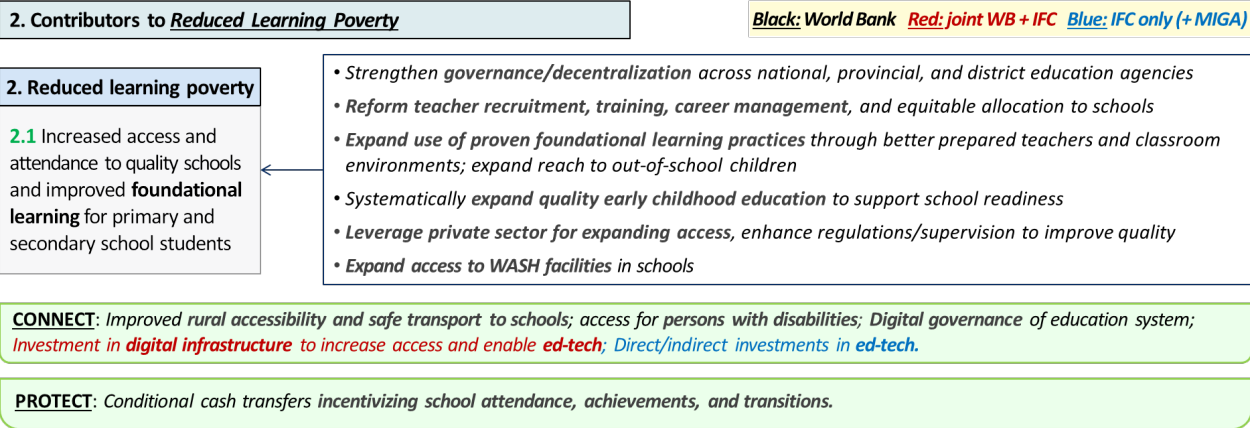 2. Contributors to Reduced Learning Poverty
Black: World Bank Red: joint WB + IFC Blue: IFC only (+ MIGA)
2. Reduced learning poverty
2.1 Increased access and
attendance to quality schools
and improved foundational
learning for primary and
secondary school students
• Strengthen governance/decentralization across national, provincial, and district education agencies
• Reform teacher recruitment, training, career management, and equitable allocation to schools
• Expand use of proven foundational learning practices through better prepared teachers and classroom
environments; expand reach to out-of-school children
• Systematically expand quality early childhood education to support school readiness
• Leverage private sector for expanding access, enhance regulations/supervision to improve quality
• Expand access to WASH facilities in schools
CONNECT: Improved rural accessibility and safe transport to schools; access for persons with disabilities; Digital governance of education system;
Investment in digital infrastructure to increase access and enable ed-tech; Direct/indirect investments in ed-tech.
PROTECT: Conditional cash transfers incentivizing school attendance, achievements, and transitions.